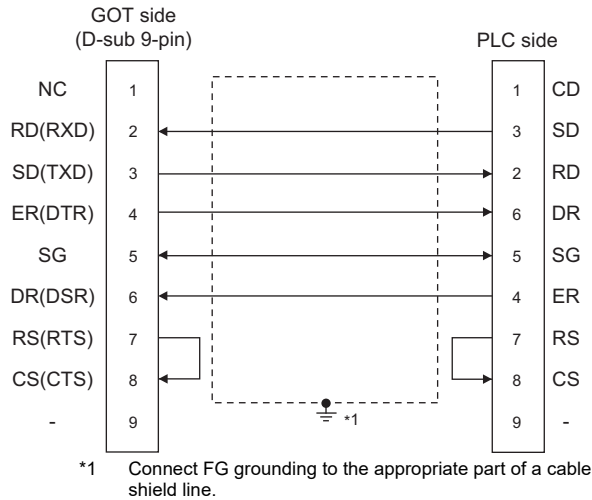 GOT side
(D-sub 9-pin)
PLC side
NC 1 1 CD
RD(RXD) 2 3 SD
SD(TXD) 3 2 RD
ER(DTR) 4 6 DR
SG 5 5 SG
DR(DSR) 6 4 ER
RS(RTS) 7 7 RS
CS(CTS) 8 8 CS
- 9 *1 9 -
*1 Connect FG grounding to the appropriate part of a cable
shield line.